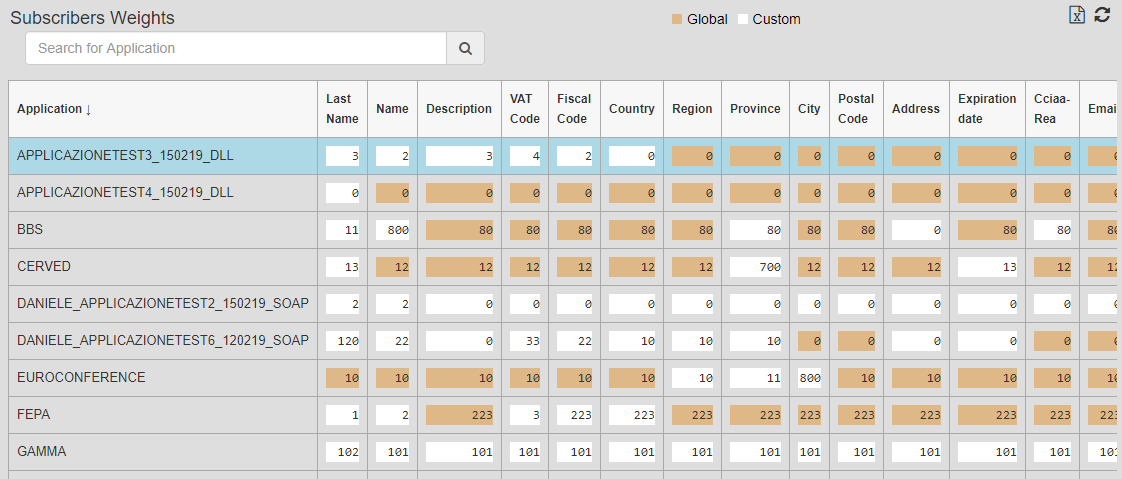 Subscribers Weights
Global Custom
Search for Application
Application ↓ Last Name Name Description VAT Code Fiscal Code Country Region Province City Postal Code Address Expiration date Cciaa-Rea Emai
APPLICAZIONETEST3_150219_DLL 3 2 3 4 2 0 0 0 0 0 0 0 0 0
APPLICAZIONETEST4_150219_DLL 0 0 0 0 0 0 0 0 0 0 0 0 0 0
BBS 11 800 80 80 80 80 80 80 80 80 0 80 80 80
CERVED 13 12 12 12 12 12 12 700 12 12 12 13 12 12
DANIELE_APPLICAZIONETEST2_150219_SOAP 2 2 0 0 0 0 0 0 0 0 0 0 0 0
DANIELE_APPLICAZIONETEST6_120219_SOAP 120 22 0 33 22 10 10 10 0 0 0 0 0 0
EUROCONFERENCE 10 10 10 10 10 10 10 11 800 10 10 10 10 10
FEPA 1 2 223 3 223 223 223 223 223 223 223 223 223 223
GAMMA 102 101 101 101 101 101 101 101 101 101 101 101 101 101